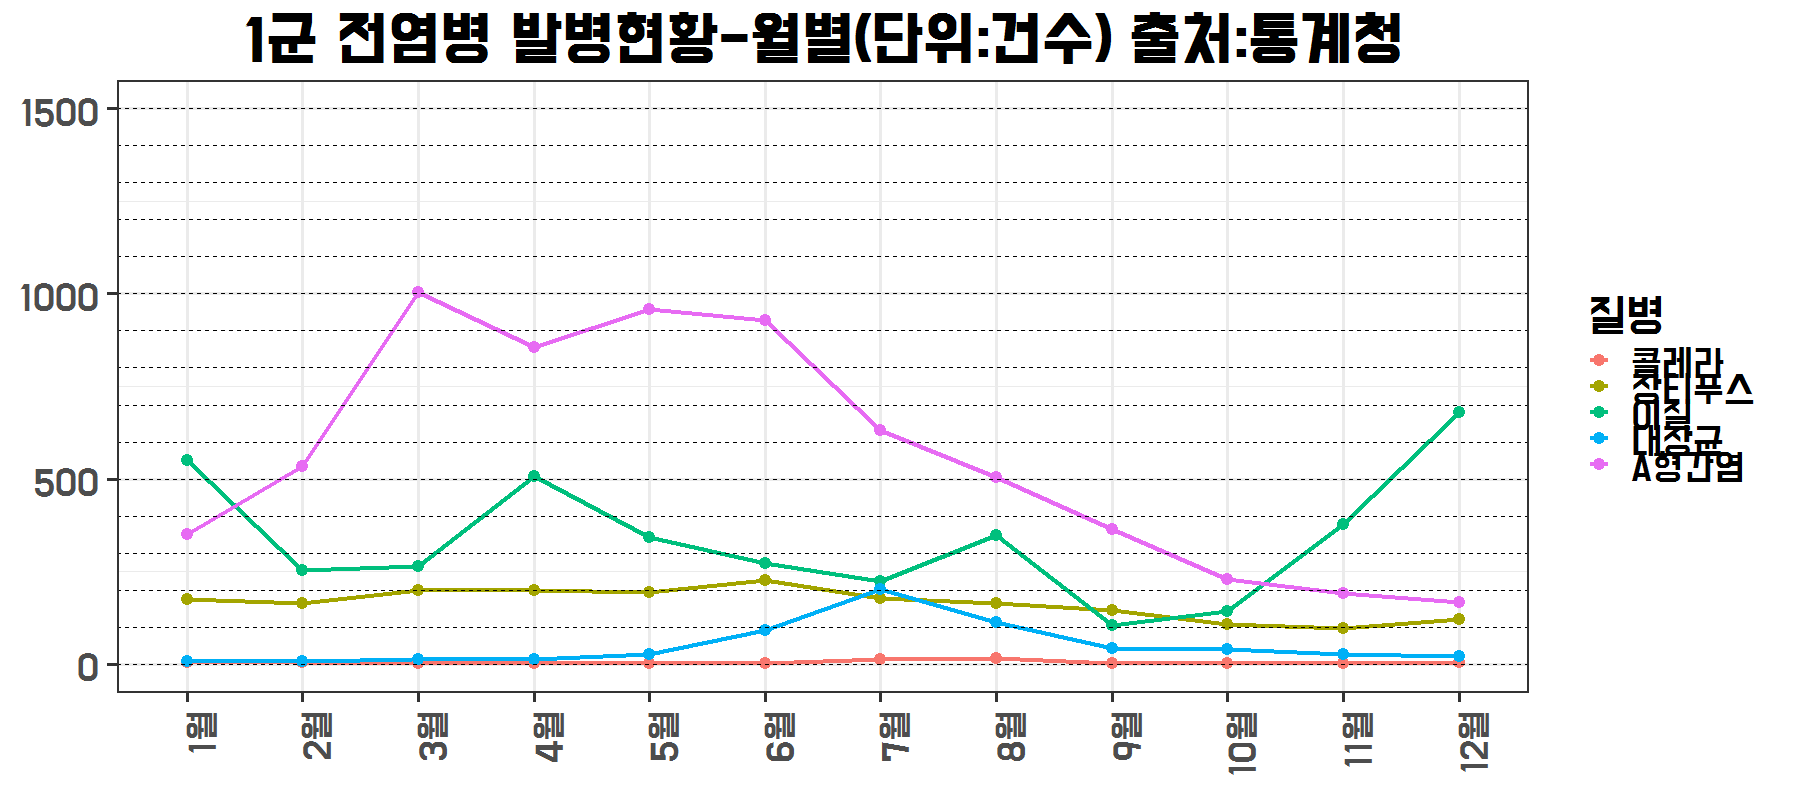 1군 전염병 발병현황-월별(단위:건수) 출처:통계청
1500
1000
500
0
1월
2월
3월
4월
5월
6월
7월
8월
9월
10월
11월
12월
질병
콜레라
장티푸스
이질
대장균
A형간염